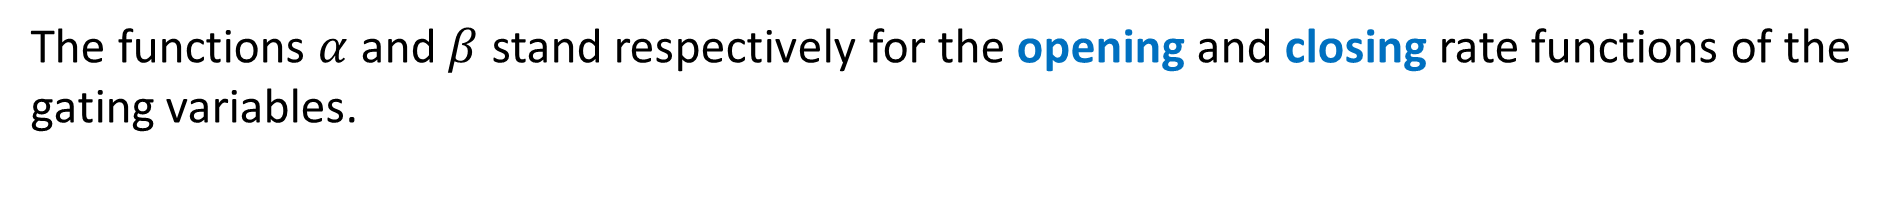 The functions α and β stand respectively for the opening and closing rate functions of the
gating variables.